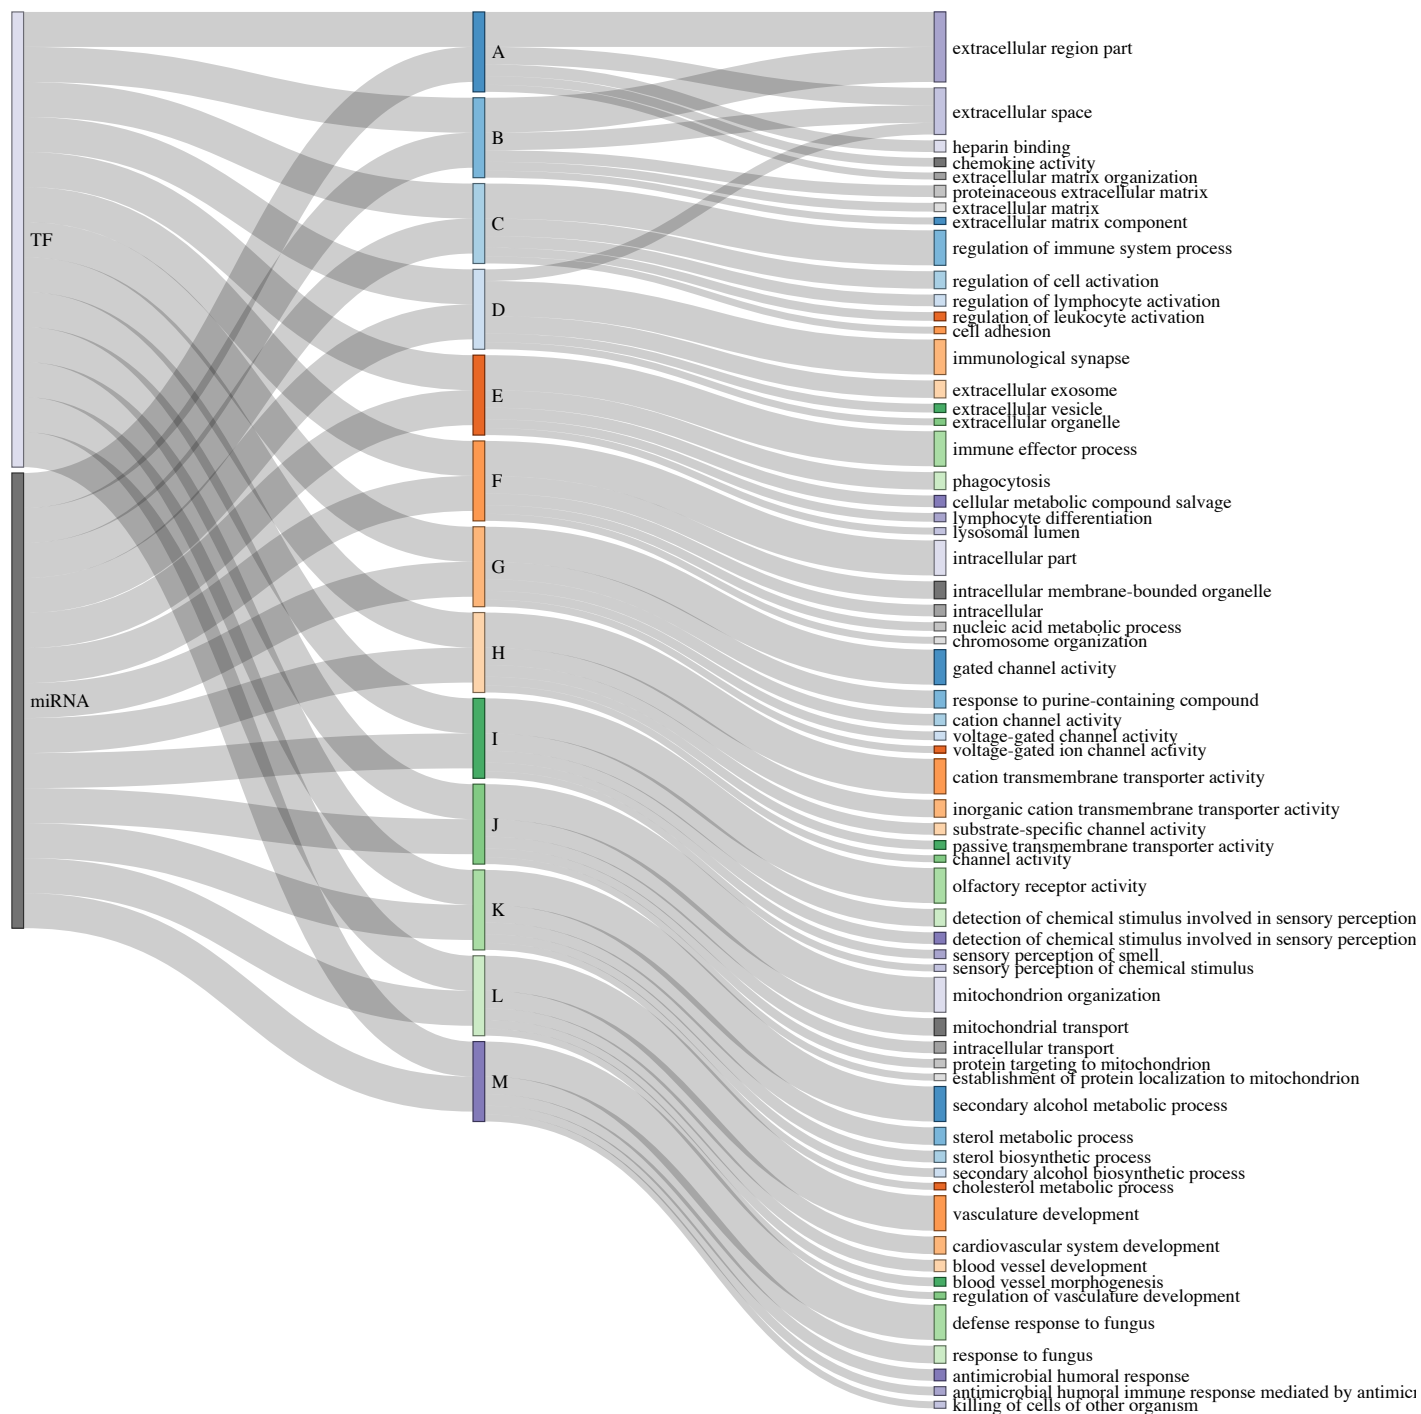 TF
miRNA
A
B
C
D
E
F
G
H
I
J
K
L
M
extracellular region part
extracellular space
heparin binding
chemokine activity
extracellular matrix organization
proteinaceous extracellular matrix
extracellular matrix
extracellular matrix component
regulation of immune system process
regulation of cell activation
regulation of lymphocyte activation
regulation of leukocyte activation
cell adhesion
immunological synapse
extracellular exosome
extracellular vesicle
extracellular organelle
immune effector process
phagocytosis
cellular metabolic compound salvage
lymphocyte differentiation
lysosomal lumen
intracellular part
intracellular membrane-bounded organelle
intracellular
nucleic acid metabolic process
chromosome organization
gated channel activity
response to purine-containing compound
cation channel activity
voltage-gated channel activity
voltage-gated ion channel activity
cation transmembrane transporter activity
inorganic cation transmembrane transporter activity
substrate-specific channel activity
passive transmembrane transporter activity
channel activity
olfactory receptor activity
detection of chemical stimulus involved in sensory perception
detection of chemical stimulus involved in sensory perception
sensory perception of smell
sensory perception of chemical stimulus
mitochondrion organization
mitochondrial transport
intracellular transport
protein targeting to mitochondrion
establishment of protein localization to mitochondrion
secondary alcohol metabolic process
sterol metabolic process
sterol biosynthetic process
secondary alcohol biosynthetic process
cholesterol metabolic process
vasculature development
cardiovascular system development
blood vessel development
blood vessel morphogenesis
regulation of vasculature development
defense response to fungus
response to fungus
antimicrobial humoral response
antimicrobial humoral immune response mediated by antimicr
killing of cells of other organism